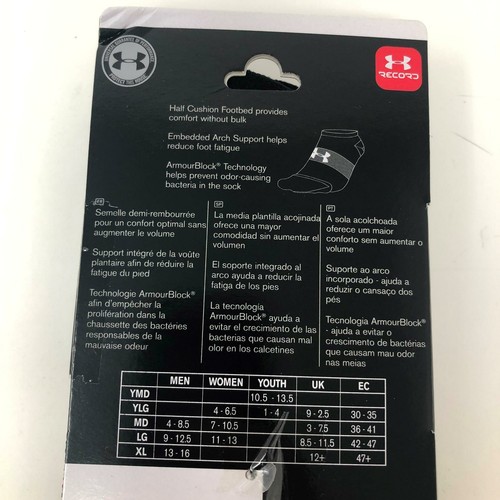 RECORD
Half Cushion Footbed provides
comfort without bulk
Embedded Arch Support helps
reduce foot fatigue
ArmourBlock® Technology
helps prevent odor-causing
bacteria in the sock
FR
Semelle demi-rembourrée
pour un confort optimal sans
augmenter le volume
Support intégré de la voûte
plantaire afin de réduire la
fatigue du pied
Technologie ArmourBlock®
afin d'empêcher la
prolifération dans la
chaussette des bactéries
responsables de la
mauvaise odeur
SP
La media plantilla acojinada
ofrece una mayor
comodidad sin aumentar el
volumen
El soporte integrado al
arco ayuda a reducir la
fatiga de los pies
La tecnología
ArmourBlock® ayuda a
evitar el crecimiento de las
bacterias que causan mal
olor en los calcetines
PT
A sola acolchoada
oferece um maior
conforto sem aumentar o
volume
Suporte ao arco
incorporado - ajuda a
reduzir o cansaço dos
pés
Tecnologia ArmourBlock®
- ajuda a evitar o
crescimento de bactérias
que causam mau odor
nas meias
MEN WOMEN YOUTH UK EC
YMD 10.5 - 13.5
YLG 4 - 6.5 1 - 4 9 - 2.5 30 - 35
MD 4 - 8.5 7 - 10.5 3 - 7.5 36 - 41
LG 9 - 12.5 11 - 13 8.5 - 11.5 42 - 47
XL 13 - 16 12+ 47+